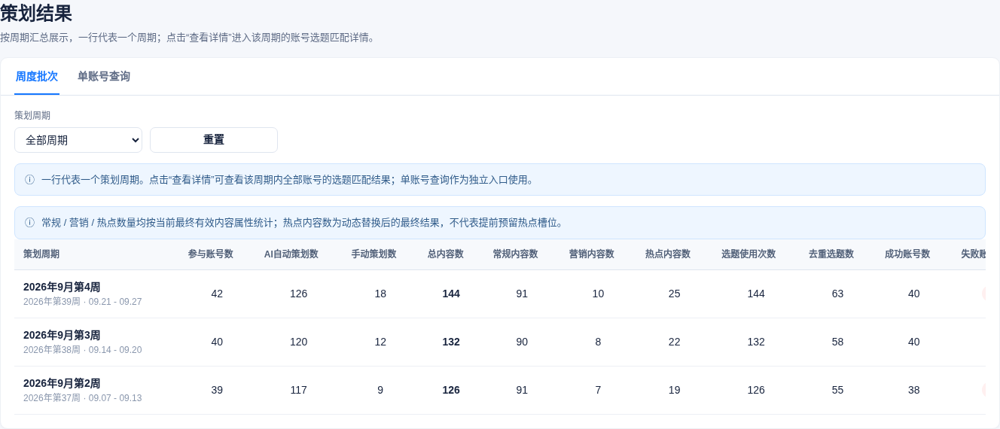 策划结果
按周期汇总展示，一行代表一个周期；点击“查看详情”进入该周期的账号选题匹配详情。
周度批次 单账号查询
策划周期
全部周期 重置
ⓘ 一行代表一个策划周期。点击“查看详情”可查看该周期内全部账号的选题匹配结果；单账号查询作为独立入口使用。
ⓘ 常规 / 营销 / 热点数量均按当前最终有效内容属性统计；热点内容数为动态替换后的最终结果，不代表提前预留热点槽位。
策划周期 参与账号数 AI自动策划数 手动策划数 总内容数 常规内容数 营销内容数 热点内容数 选题使用次数 去重选题数 成功账号数 失败
2026年9月第4周 42 126 18 144 91 10 25 144 63 40
2026年第39周 · 09.21 - 09.27
2026年9月第3周 40 120 12 132 90 8 22 132 58 40
2026年第38周 · 09.14 - 09.20
2026年9月第2周 39 117 9 126 91 7 19 126 55 38
2026年第37周 · 09.07 - 09.13